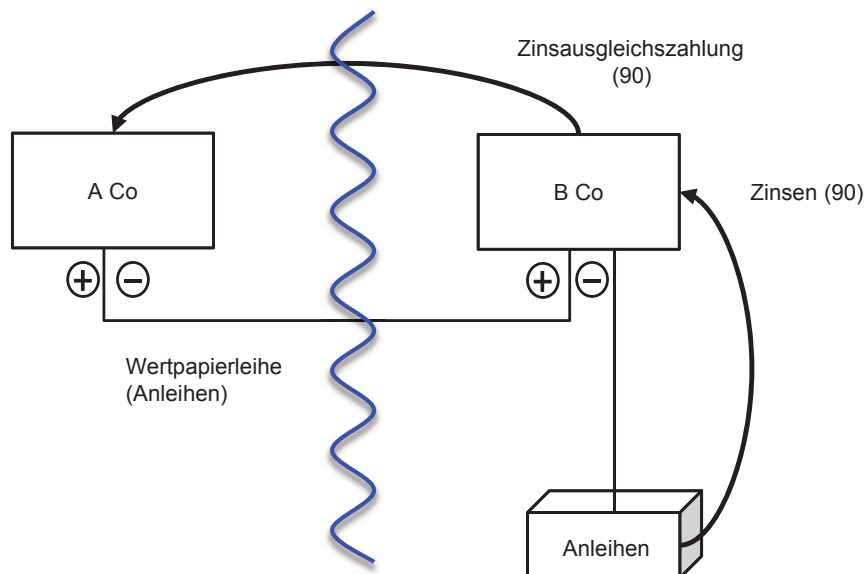 Zinsausgleichszahlung
(90)
A Co
B Co
Zinsen (90)
+ −
+ −
Wertpapierleihe
(Anleihen)
Anleihen